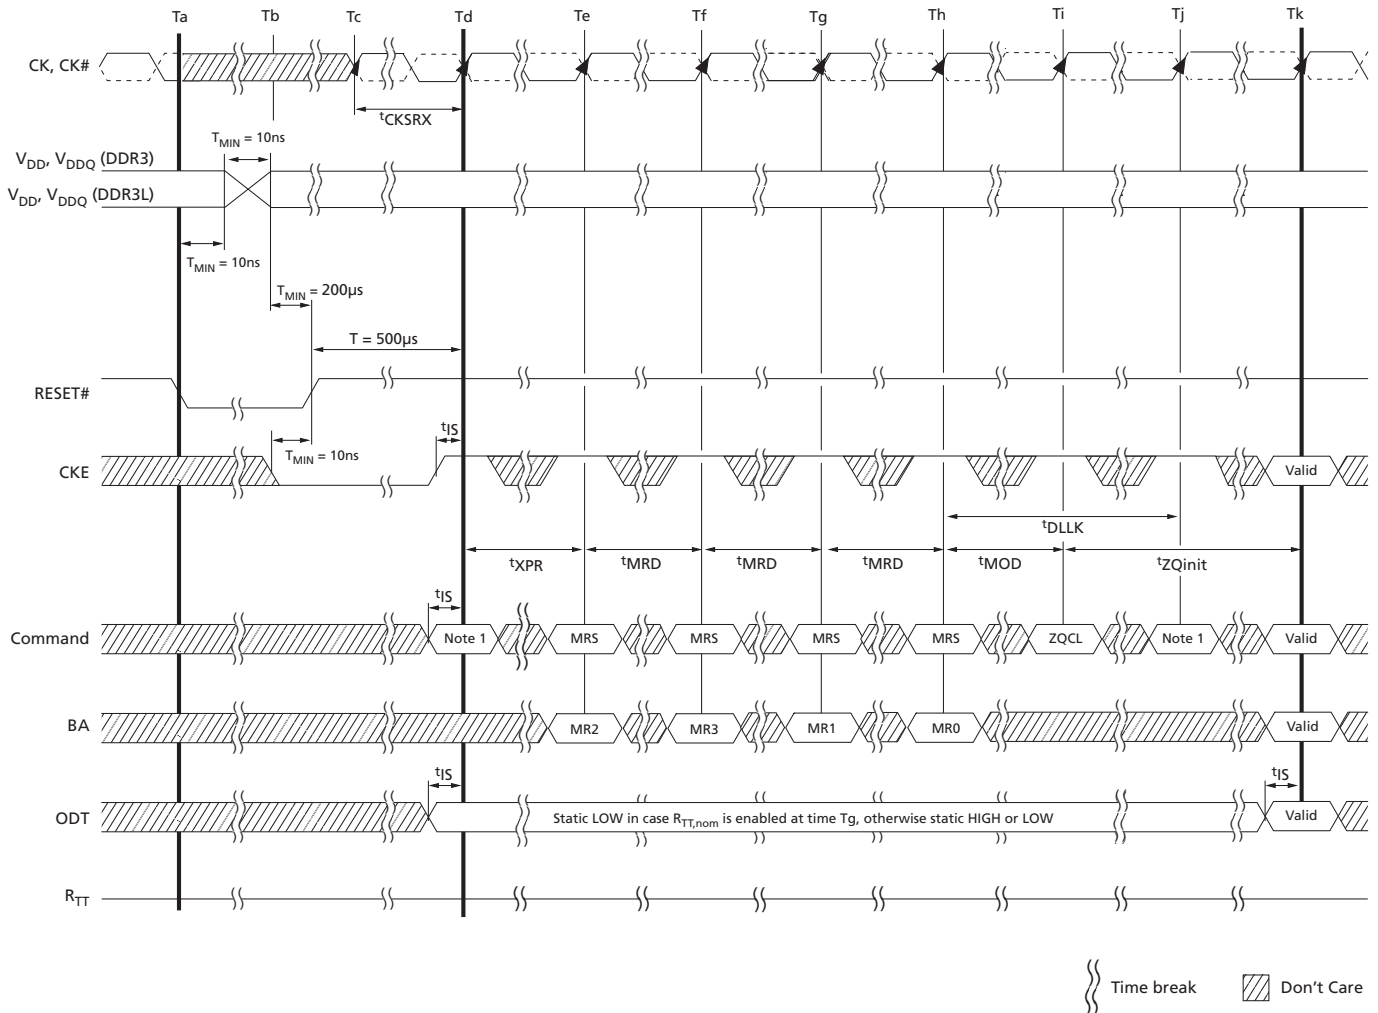 Ta Tb Tc Td Te Tf Tg Th Ti Tj Tk
CK, CK#
tCKSRX
TMIN = 10ns
VDD, VDDQ (DDR3)
VDD, VDDQ (DDR3L)
TMIN = 10ns
TMIN = 200µs
T = 500µs
RESET#
tIS
TMIN = 10ns
CKE
Valid
tDLLK
tXPR tMRD tMRD tMRD tMOD tZQinit
tIS
Command Note 1 MRS MRS MRS MRS ZQCL Note 1 Valid
BA MR2 MR3 MR1 MR0 Valid
tIS tIS
ODT Static LOW in case RTT,nom is enabled at time Tg, otherwise static HIGH or LOW Valid
RTT
Time break Don't Care